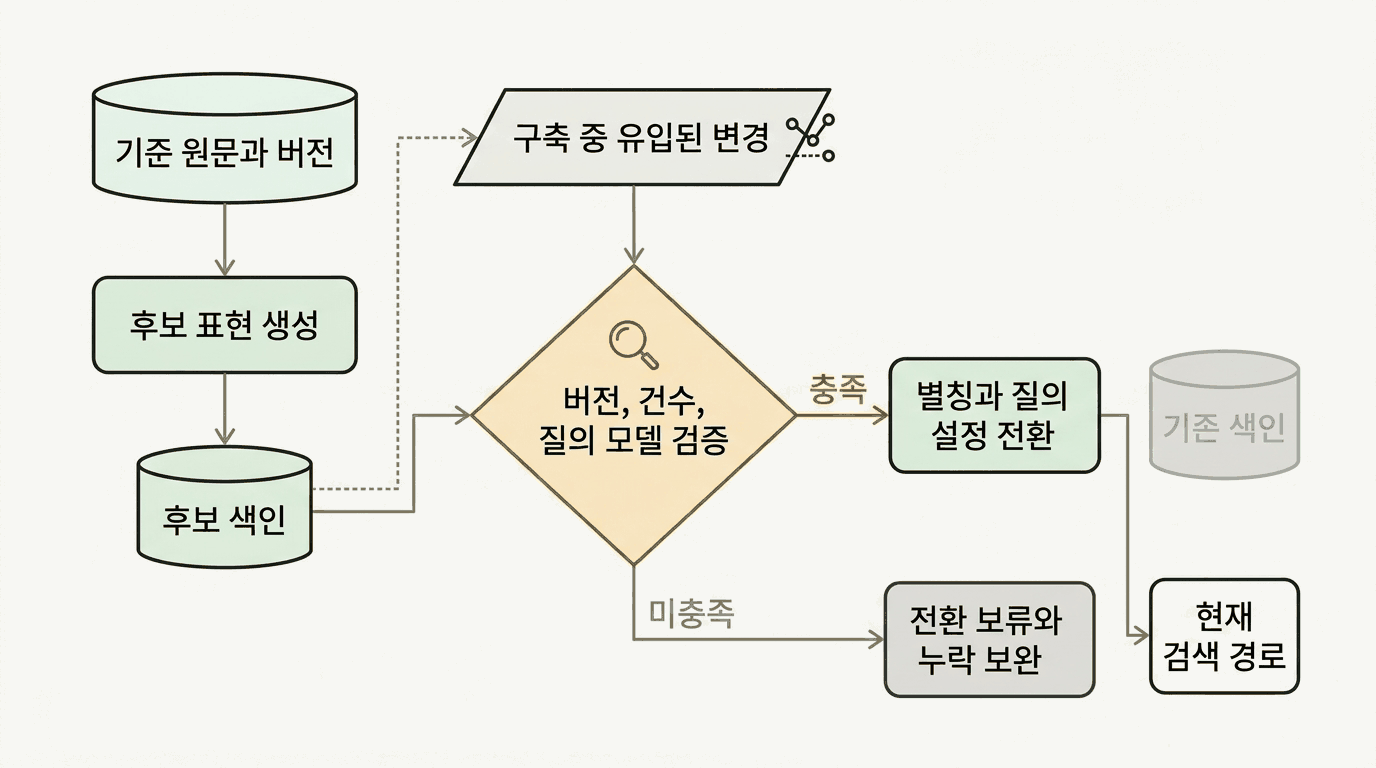 기준 원문과 버전
구축 중 유입된 변경
후보 표현 생성
버전, 건수,
질의 모델 검증
충족
별칭과 질의
설정 전환
기존 색인
후보 색인
미충족
전환 보류와
누락 보완
현재
검색 경로